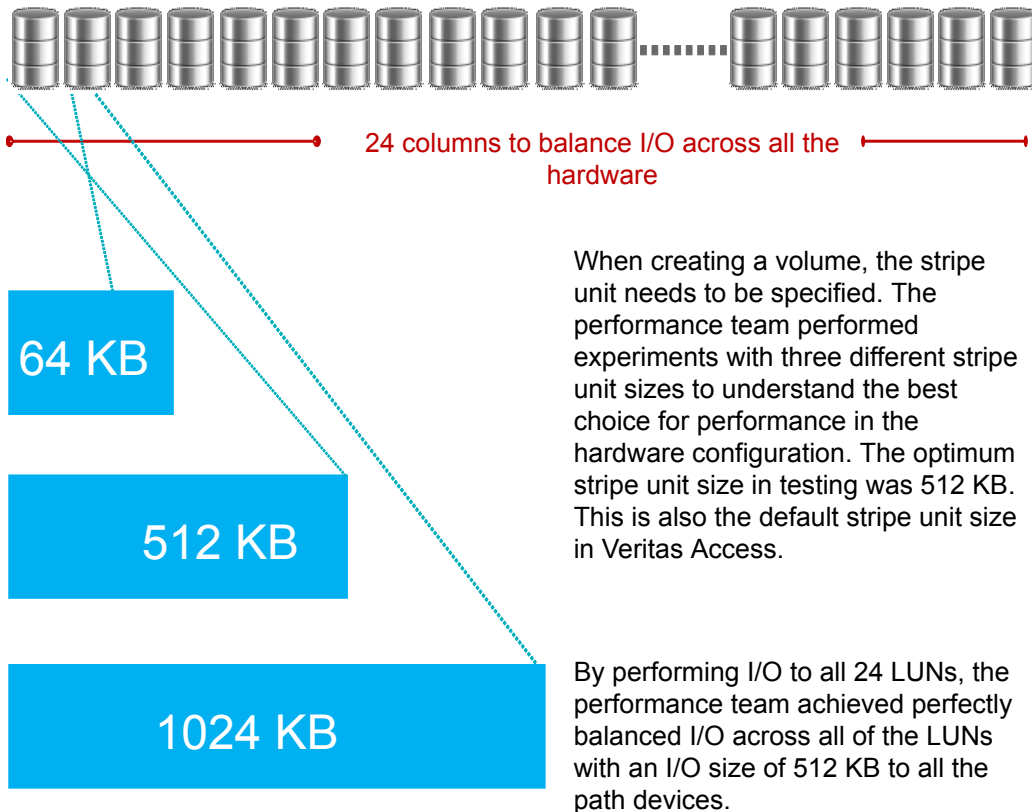 24 columns to balance I/O across all the
hardware
64 KB
512 KB
1024 KB
When creating a volume, the stripe
unit needs to be specified. The
performance team performed
experiments with three different stripe
unit sizes to understand the best
choice for performance in the
hardware configuration. The optimum
stripe unit size in testing was 512 KB.
This is also the default stripe unit size
in Veritas Access.
By performing I/O to all 24 LUNs, the
performance team achieved perfectly
balanced I/O across all of the LUNs
with an I/O size of 512 KB to all the
path devices.